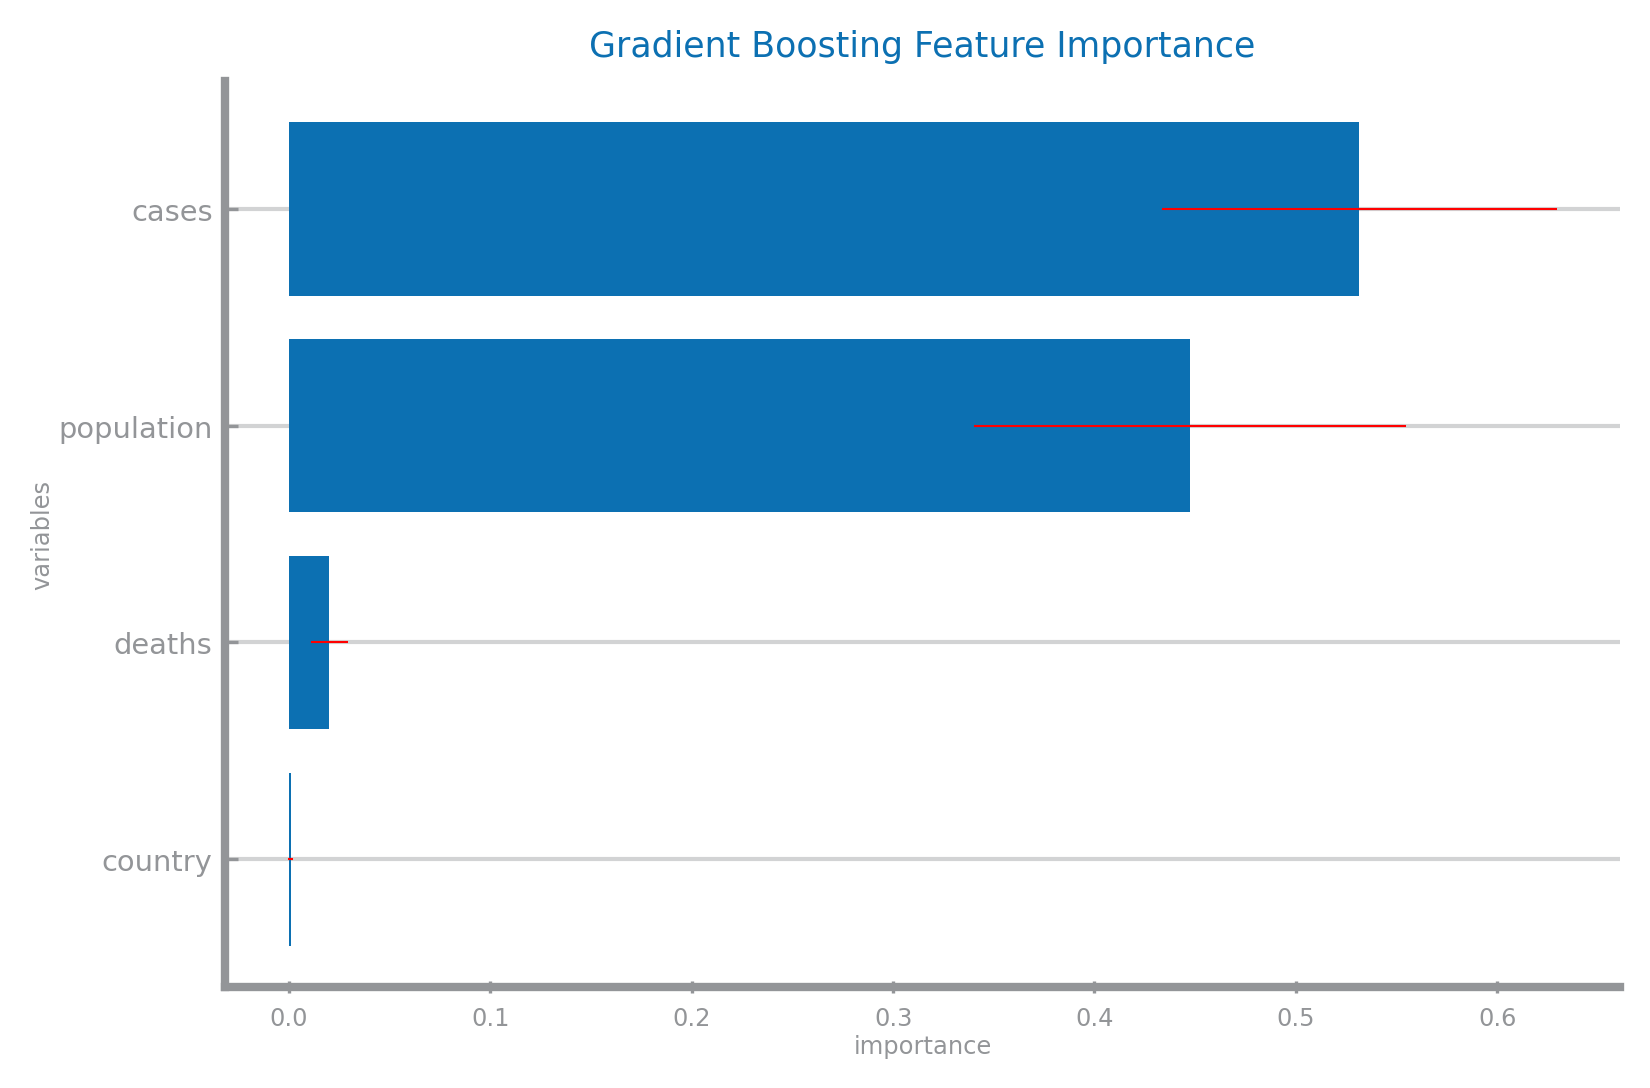 Gradient Boosting Feature Importance
cases
population
deaths
country
variables
0.0 0.1 0.2 0.3 0.4 0.5 0.6
importance